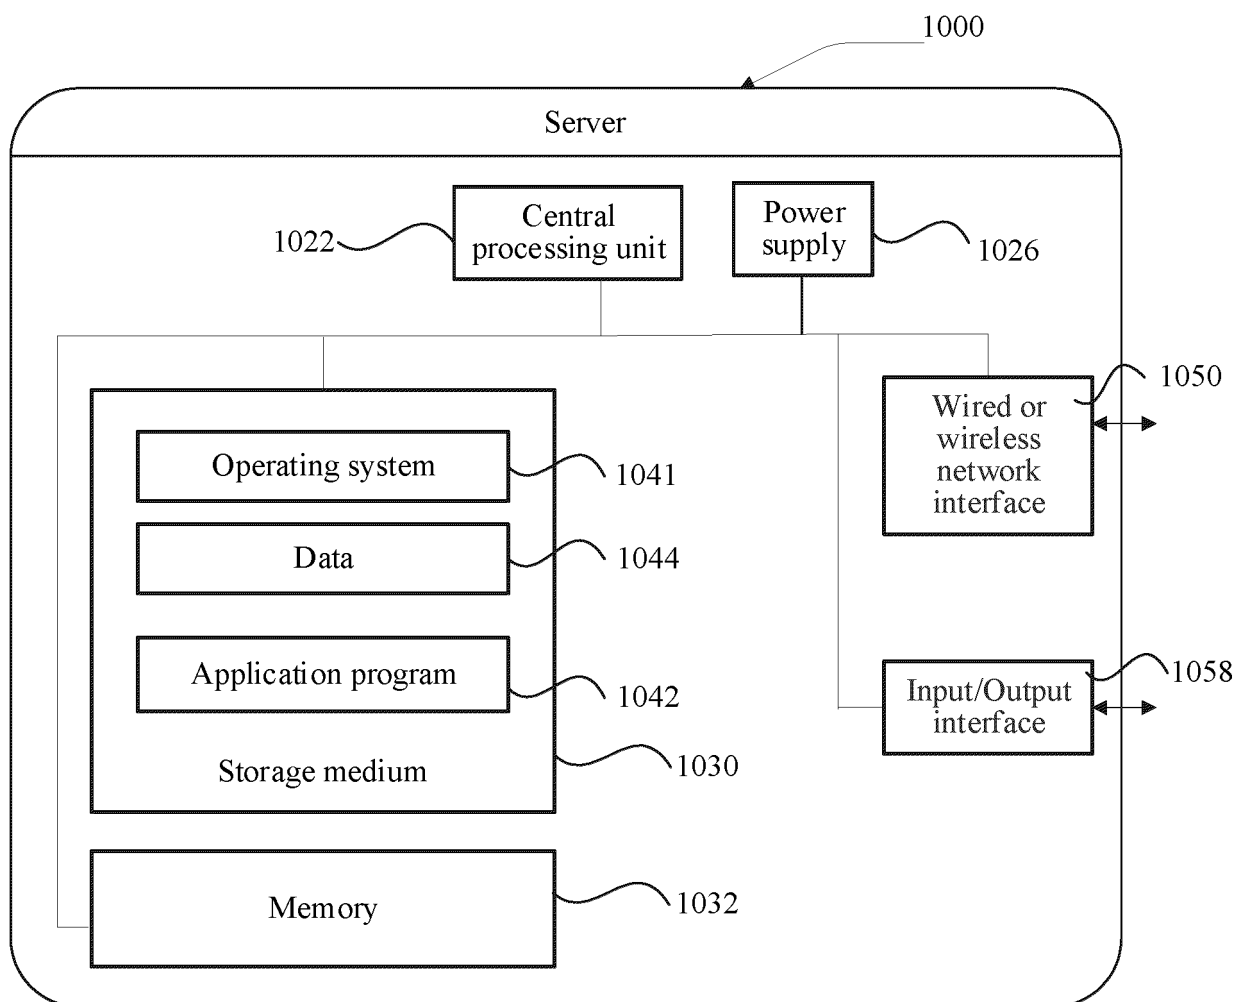 1000
Server
Central
processing unit
1022
Power
supply
1026
Wired or
wireless
network
interface
1050
Operating system
1041
Data
1044
Application program
1042
Storage medium
1030
Input/Output
interface
1058
Memory
1032